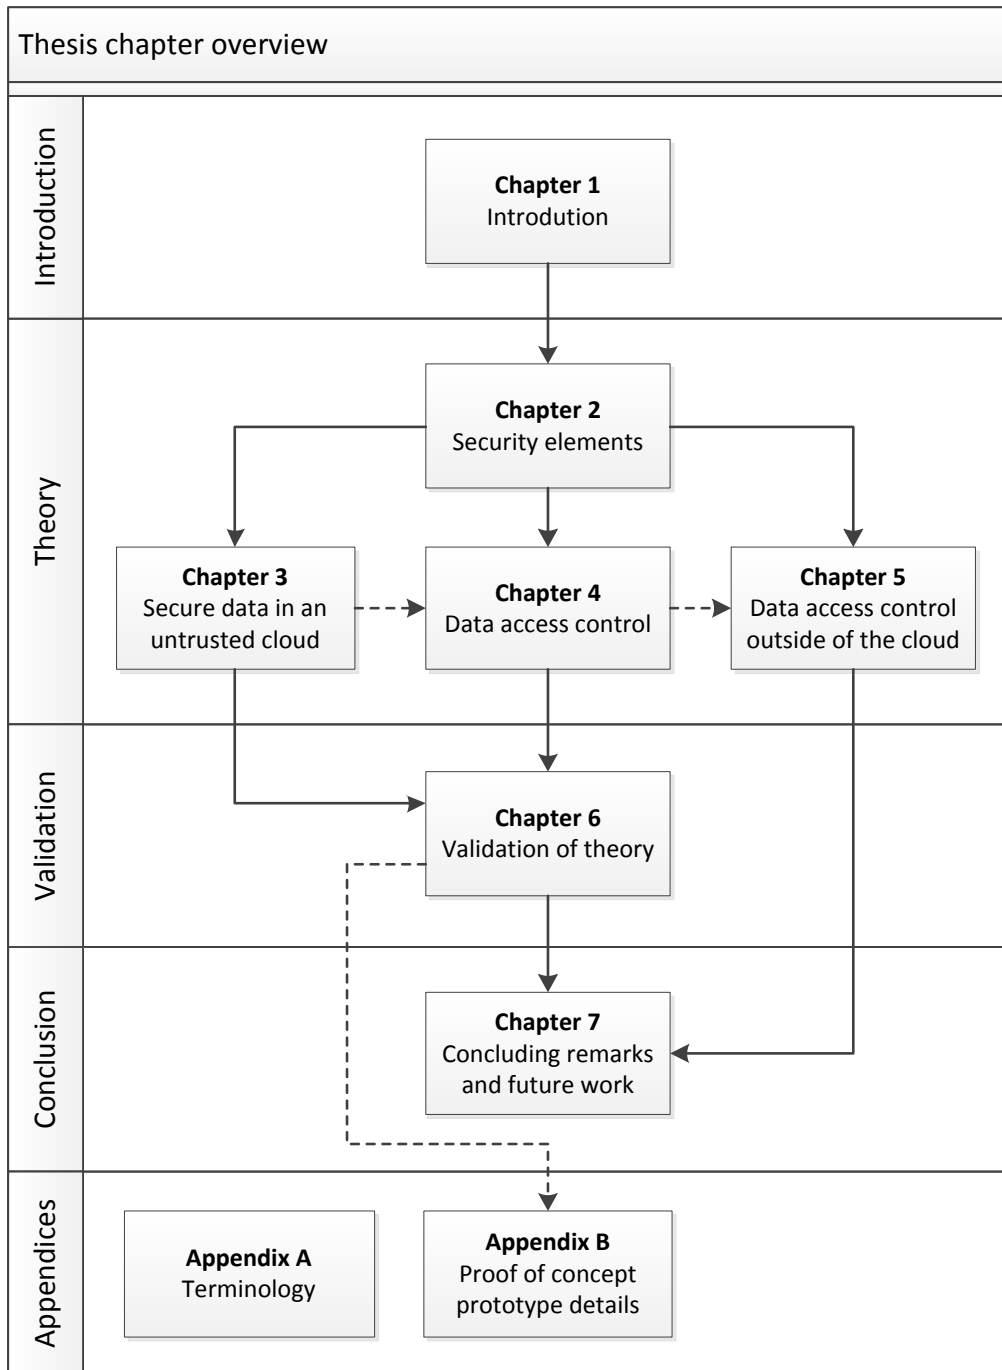 Thesis chapter overview
Introduction
Chapter 1
Introdution
Theory
Chapter 2
Security elements
Chapter 3
Secure data in an
untrusted cloud
Chapter 4
Data access control
Chapter 5
Data access control
outside of the cloud
Validation
Chapter 6
Validation of theory
Conclusion
Chapter 7
Concluding remarks
and future work
Appendices
Appendix A
Terminology
Appendix B
Proof of concept
prototype details